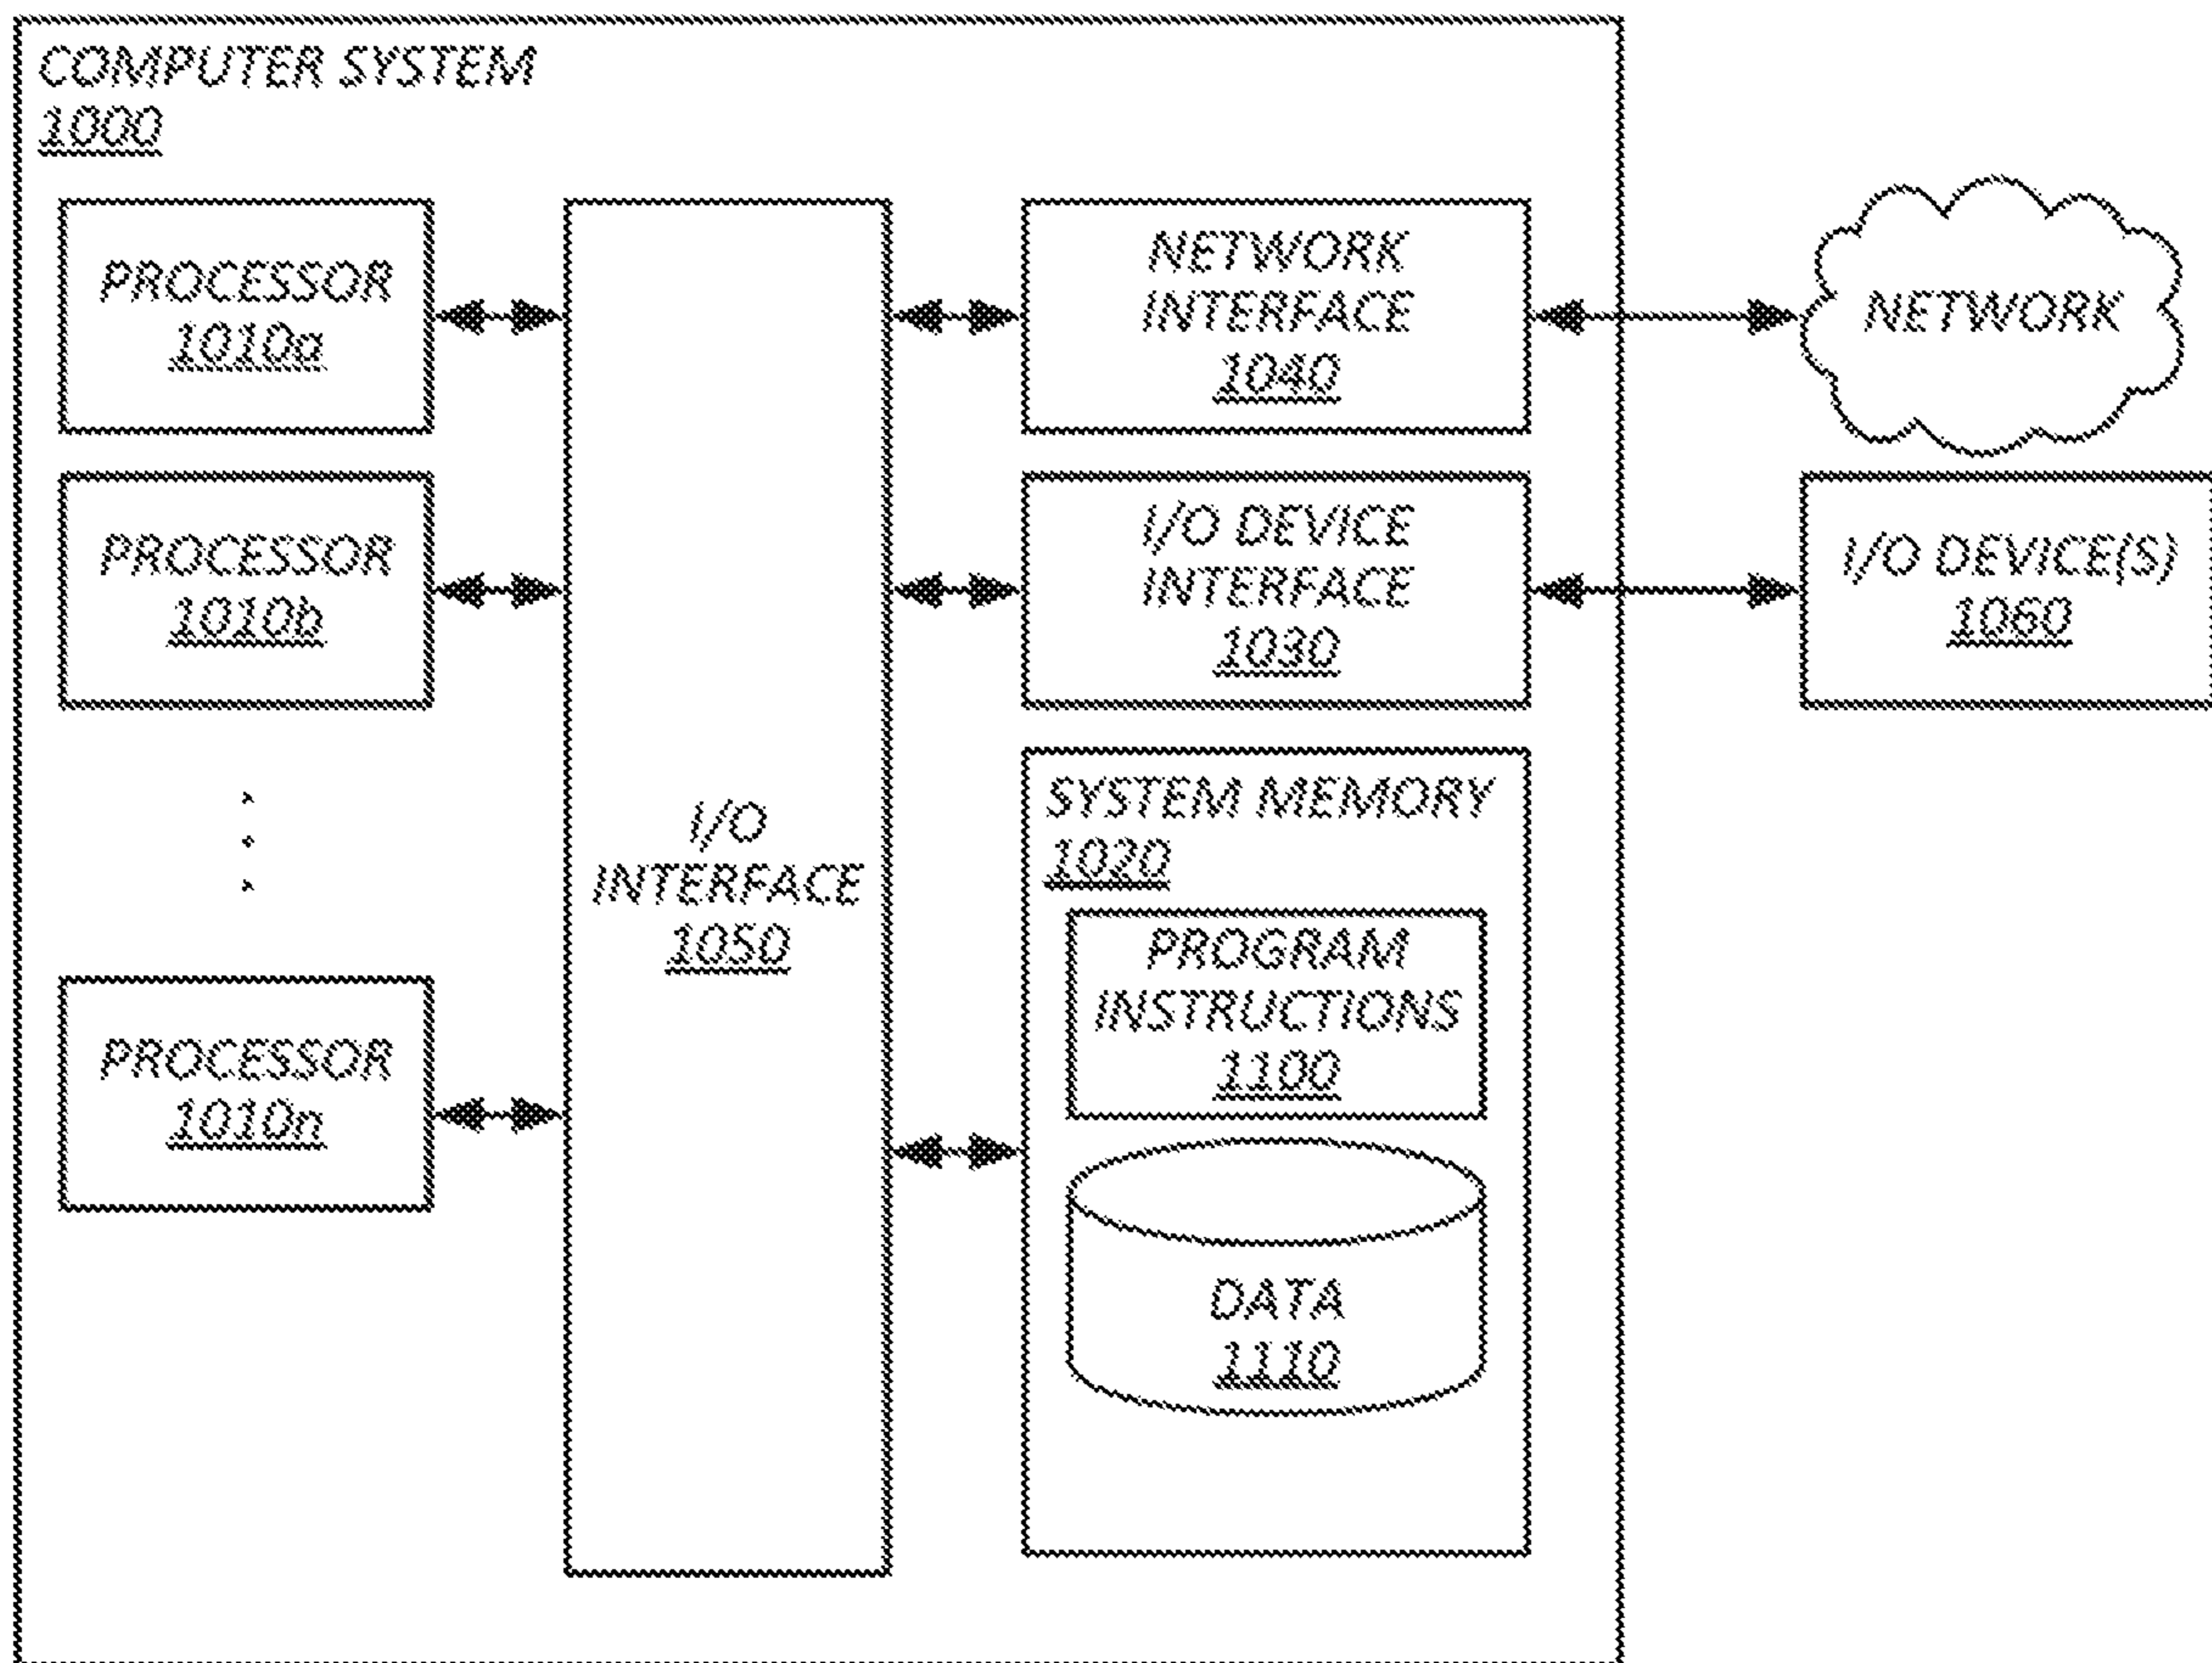 COMPUTER SYSTEM
1000
PROCESSOR
1010a
PROCESSOR
1010b
PROCESSOR
1010n
I/O
INTERFACE
1050
NETWORK
INTERFACE
1040
I/O DEVICE
INTERFACE
1030
SYSTEM MEMORY
1020
PROGRAM
INSTRUCTIONS
1100
DATA
1110
NETWORK
I/O DEVICE(S)
1060